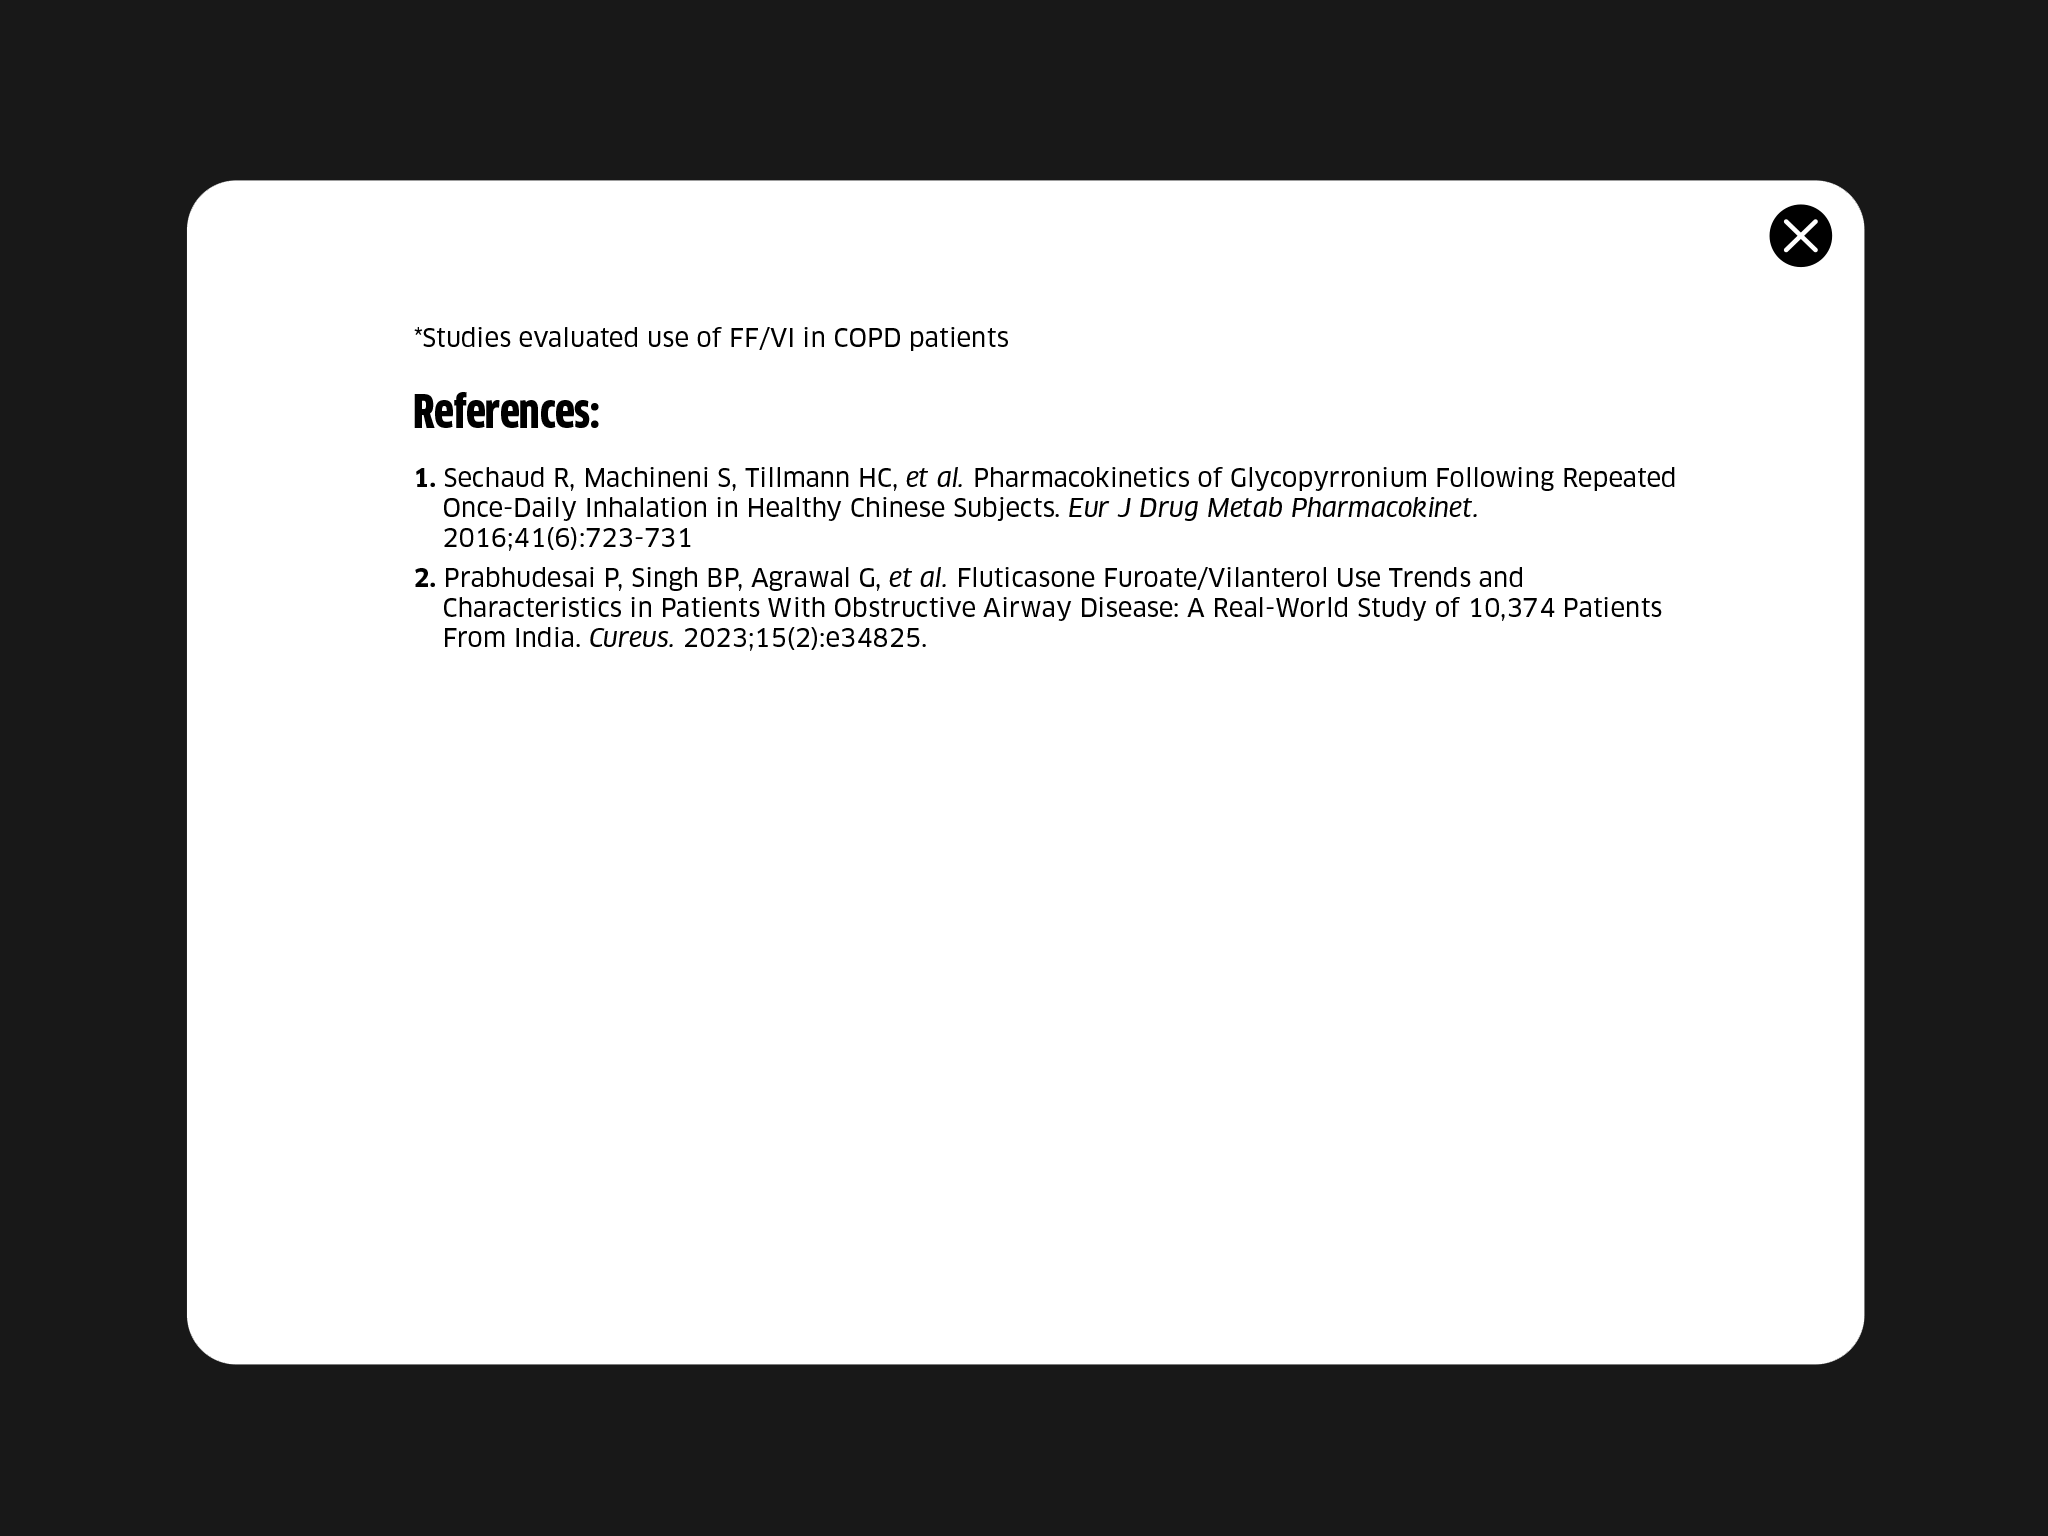 *Studies evaluated use of FF/VI in COPD patients
References:
1. Sechaud R, Machineni S, Tillmann HC, et al. Pharmacokinetics of Glycopyrronium Following Repeated
Once-Daily Inhalation in Healthy Chinese Subjects. Eur J Drug Metab Pharmacokinet.
2016;41(6):723-731
2. Prabhudesai P, Singh BP, Agrawal G, et al. Fluticasone Furoate/Vilanterol Use Trends and
Characteristics in Patients With Obstructive Airway Disease: A Real-World Study of 10,374 Patients
From India. Cureus. 2023;15(2):e34825.